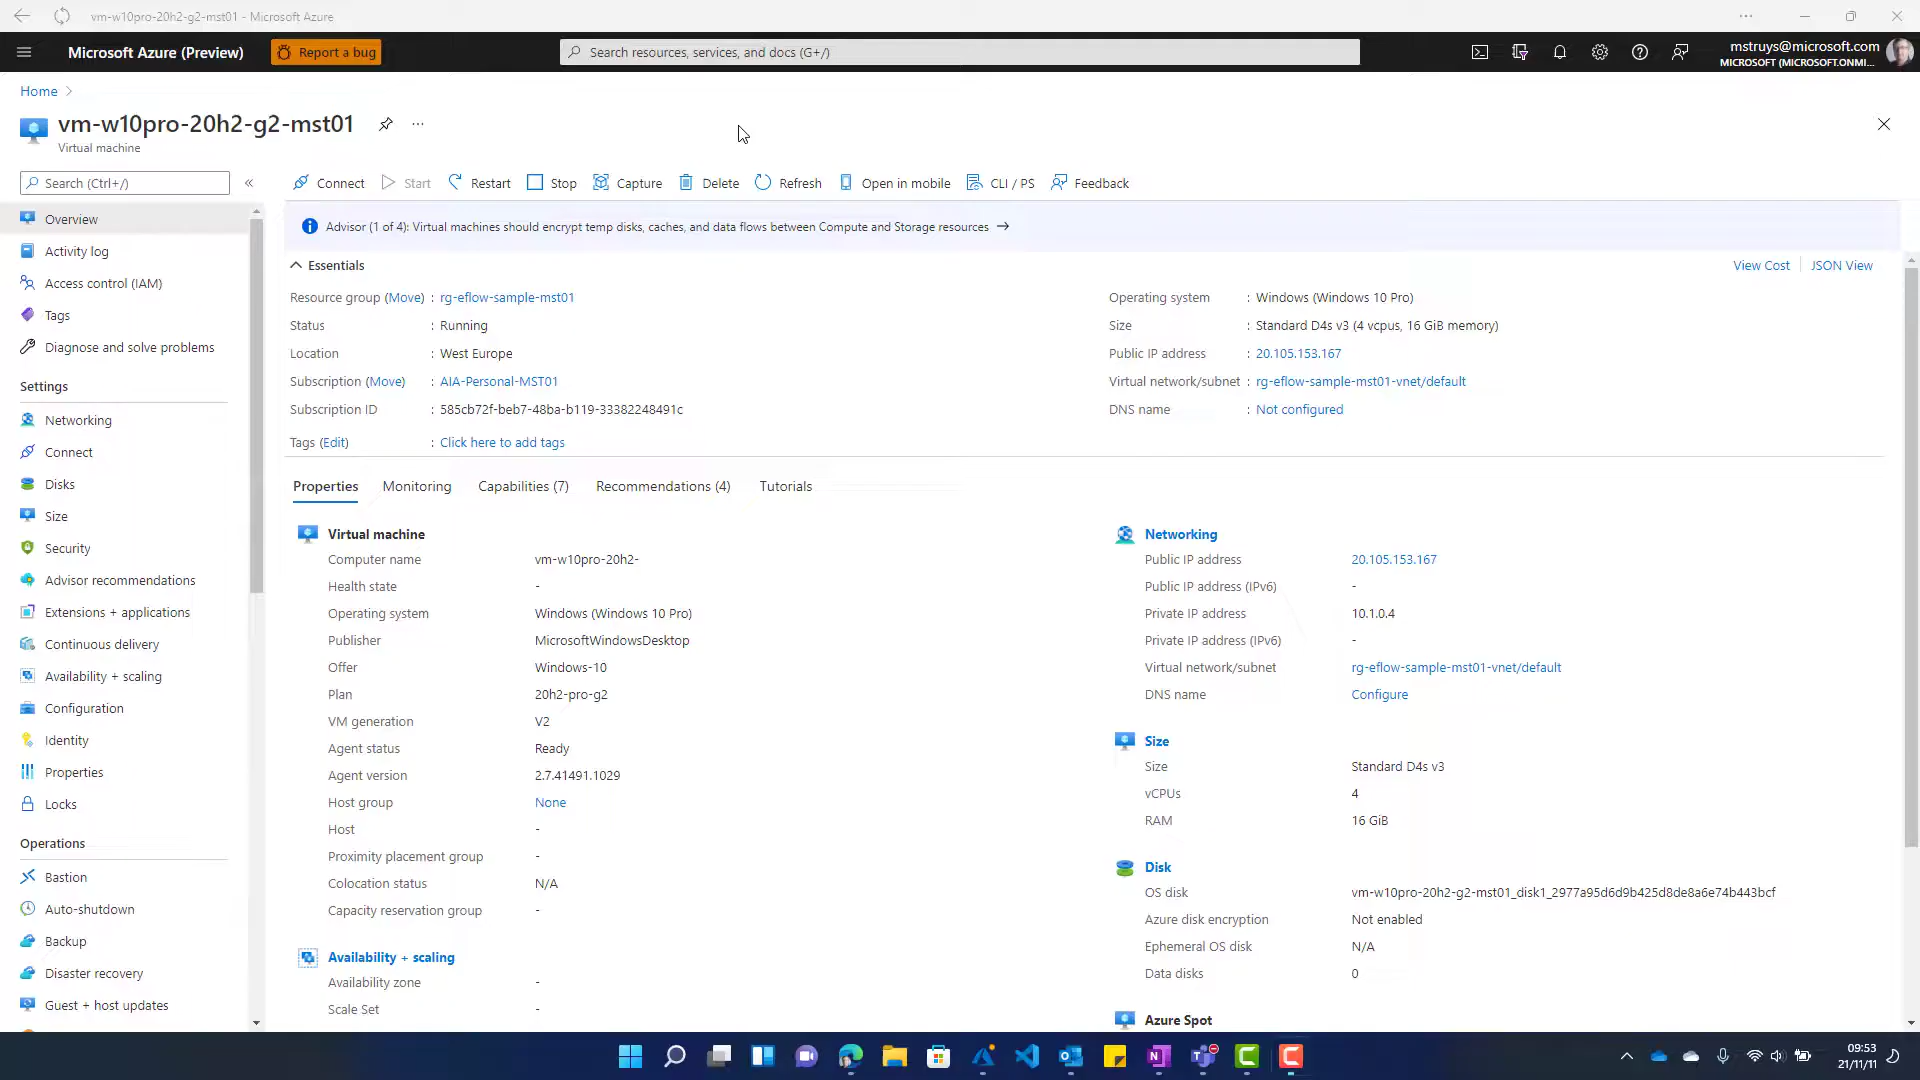 vm-w10pro-20h2-g2-mst01 - Microsoft Azure
Microsoft Azure (Preview)
Report a bug
Search resources, services, and docs (G+/)
mstruys@microsoft.com
MICROSOFT (MICROSOFT.ONMI...
Home
vm-w10pro-20h2-g2-mst01
Virtual machine
Search (Ctrl+/)
Connect Start Restart Stop Capture Delete Refresh Open in mobile CLI / PS Feedback
Overview
Activity log
Access control (IAM)
Tags
Diagnose and solve problems
Settings
Networking
Connect
Disks
Size
Security
Advisor recommendations
Extensions + applications
Continuous delivery
Availability + scaling
Configuration
Identity
Properties
Locks
Operations
Bastion
Auto-shutdown
Backup
Disaster recovery
Guest + host updates
Advisor (1 of 4): Virtual machines should encrypt temp disks, caches, and data flows between Compute and Storage resources →
Essentials
View Cost JSON View
Resource group (Move) : rg-eflow-sample-mst01
Status : Running
Location : West Europe
Subscription (Move) : AIA-Personal-MST01
Subscription ID : 585cb72f-beb7-48ba-b119-33382248491c
Tags (Edit) : Click here to add tags
Operating system : Windows (Windows 10 Pro)
Size : Standard D4s v3 (4 vcpus, 16 GiB memory)
Public IP address : 20.105.153.167
Virtual network/subnet : rg-eflow-sample-mst01-vnet/default
DNS name : Not configured
Properties Monitoring Capabilities (7) Recommendations (4) Tutorials
Virtual machine
Computer name vm-w10pro-20h2-
Health state -
Operating system Windows (Windows 10 Pro)
Publisher MicrosoftWindowsDesktop
Offer Windows-10
Plan 20h2-pro-g2
VM generation V2
Agent status Ready
Agent version 2.7.41491.1029
Host group None
Host -
Proximity placement group -
Colocation status N/A
Capacity reservation group -
Availability + scaling
Availability zone -
Scale Set -
Networking
Public IP address 20.105.153.167
Public IP address (IPv6) -
Private IP address 10.1.0.4
Private IP address (IPv6) -
Virtual network/subnet rg-eflow-sample-mst01-vnet/default
DNS name Configure
Size
Size Standard D4s v3
vCPUs 4
RAM 16 GiB
Disk
OS disk vm-w10pro-20h2-g2-mst01_disk1_2977a95d6d9b425d8de8a6e74b443bcf
Azure disk encryption Not enabled
Ephemeral OS disk N/A
Data disks 0
Azure Spot
09:53
21/11/11